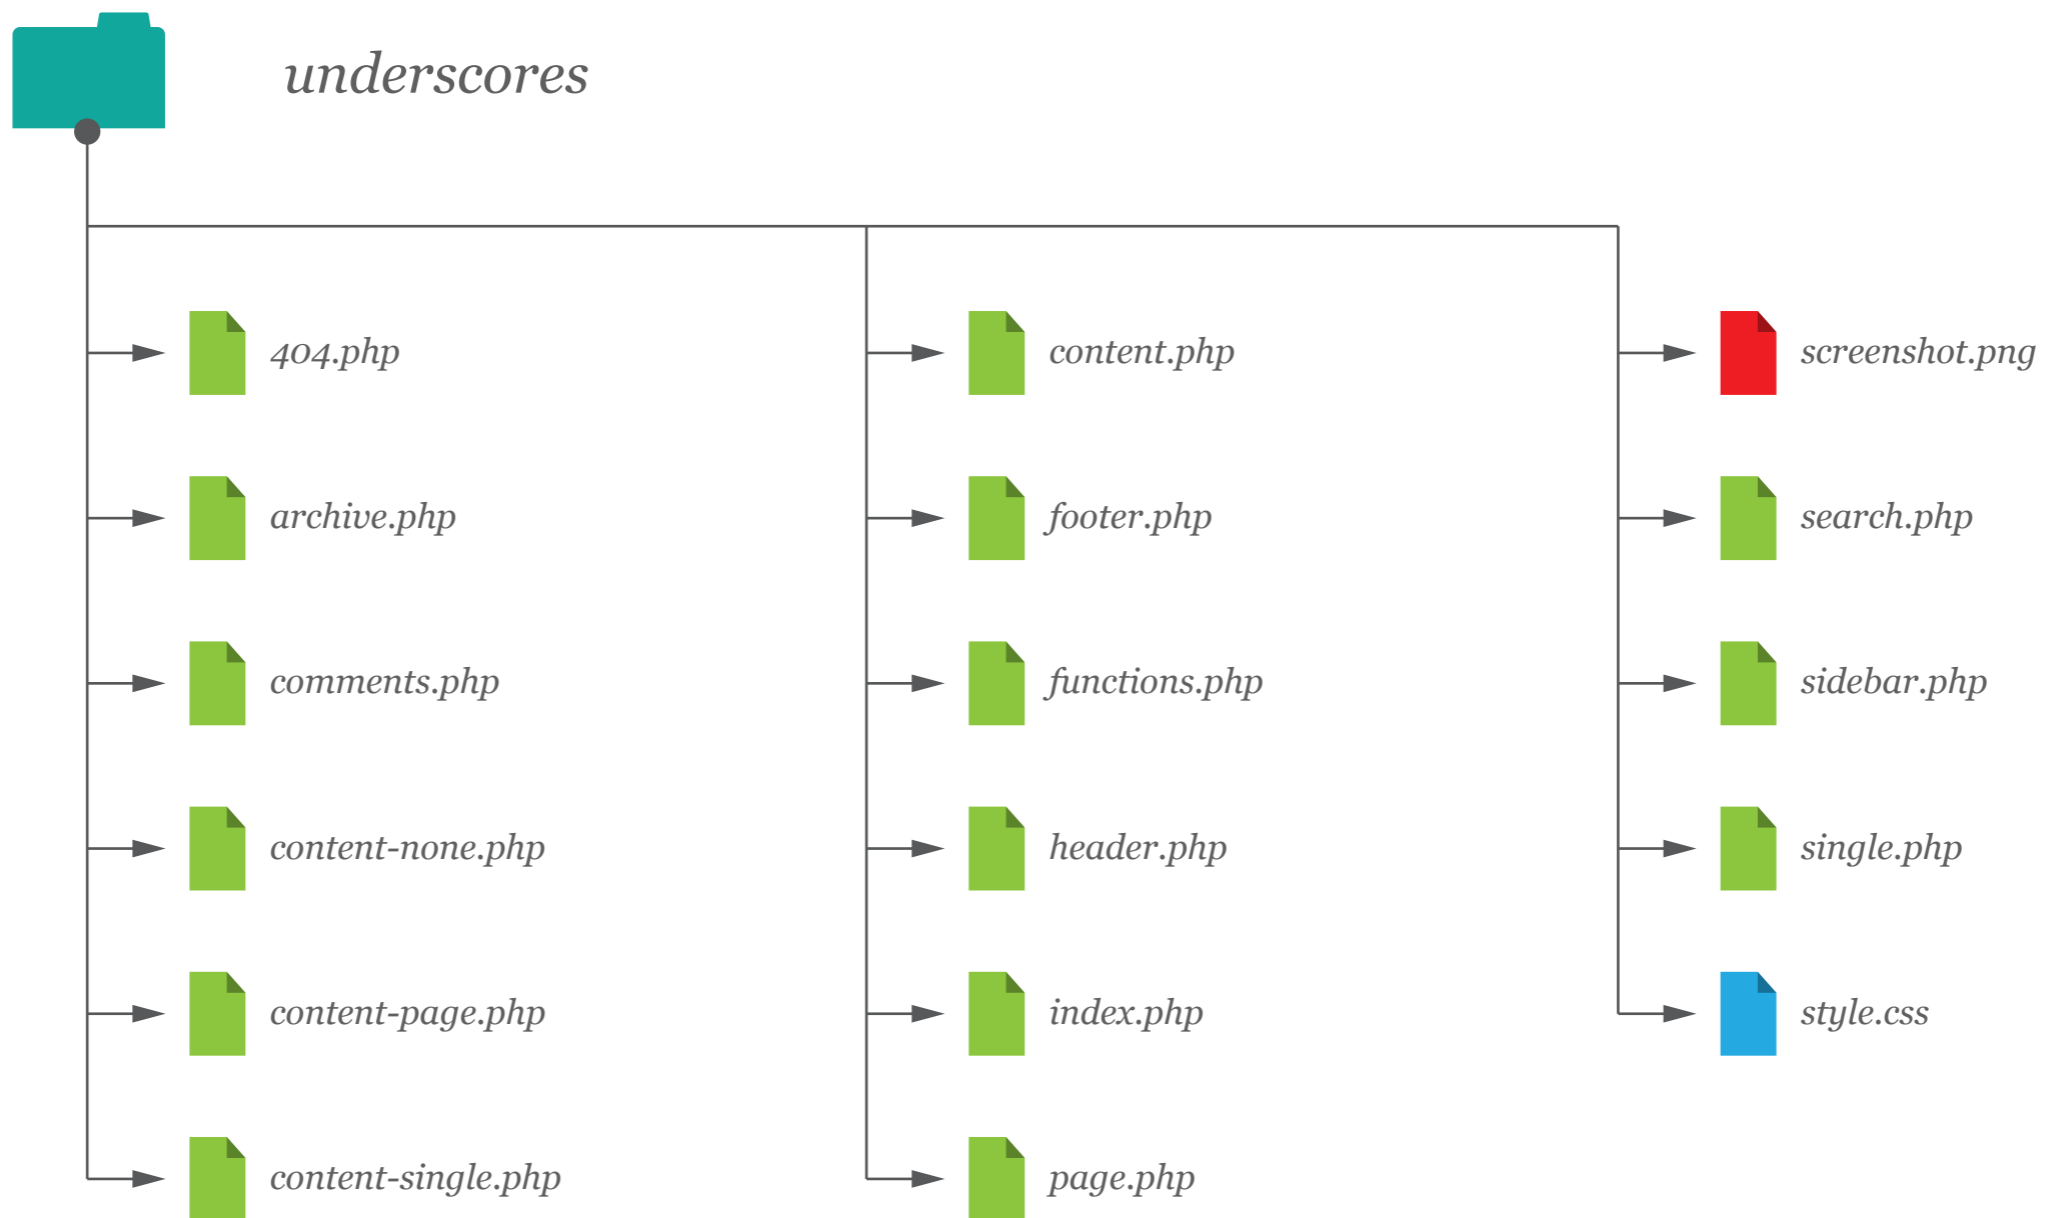 underscores
404.php
archive.php
comments.php
content-none.php
content-page.php
content-single.php
content.php
footer.php
functions.php
header.php
index.php
page.php
screenshot.png
search.php
sidebar.php
single.php
style.css